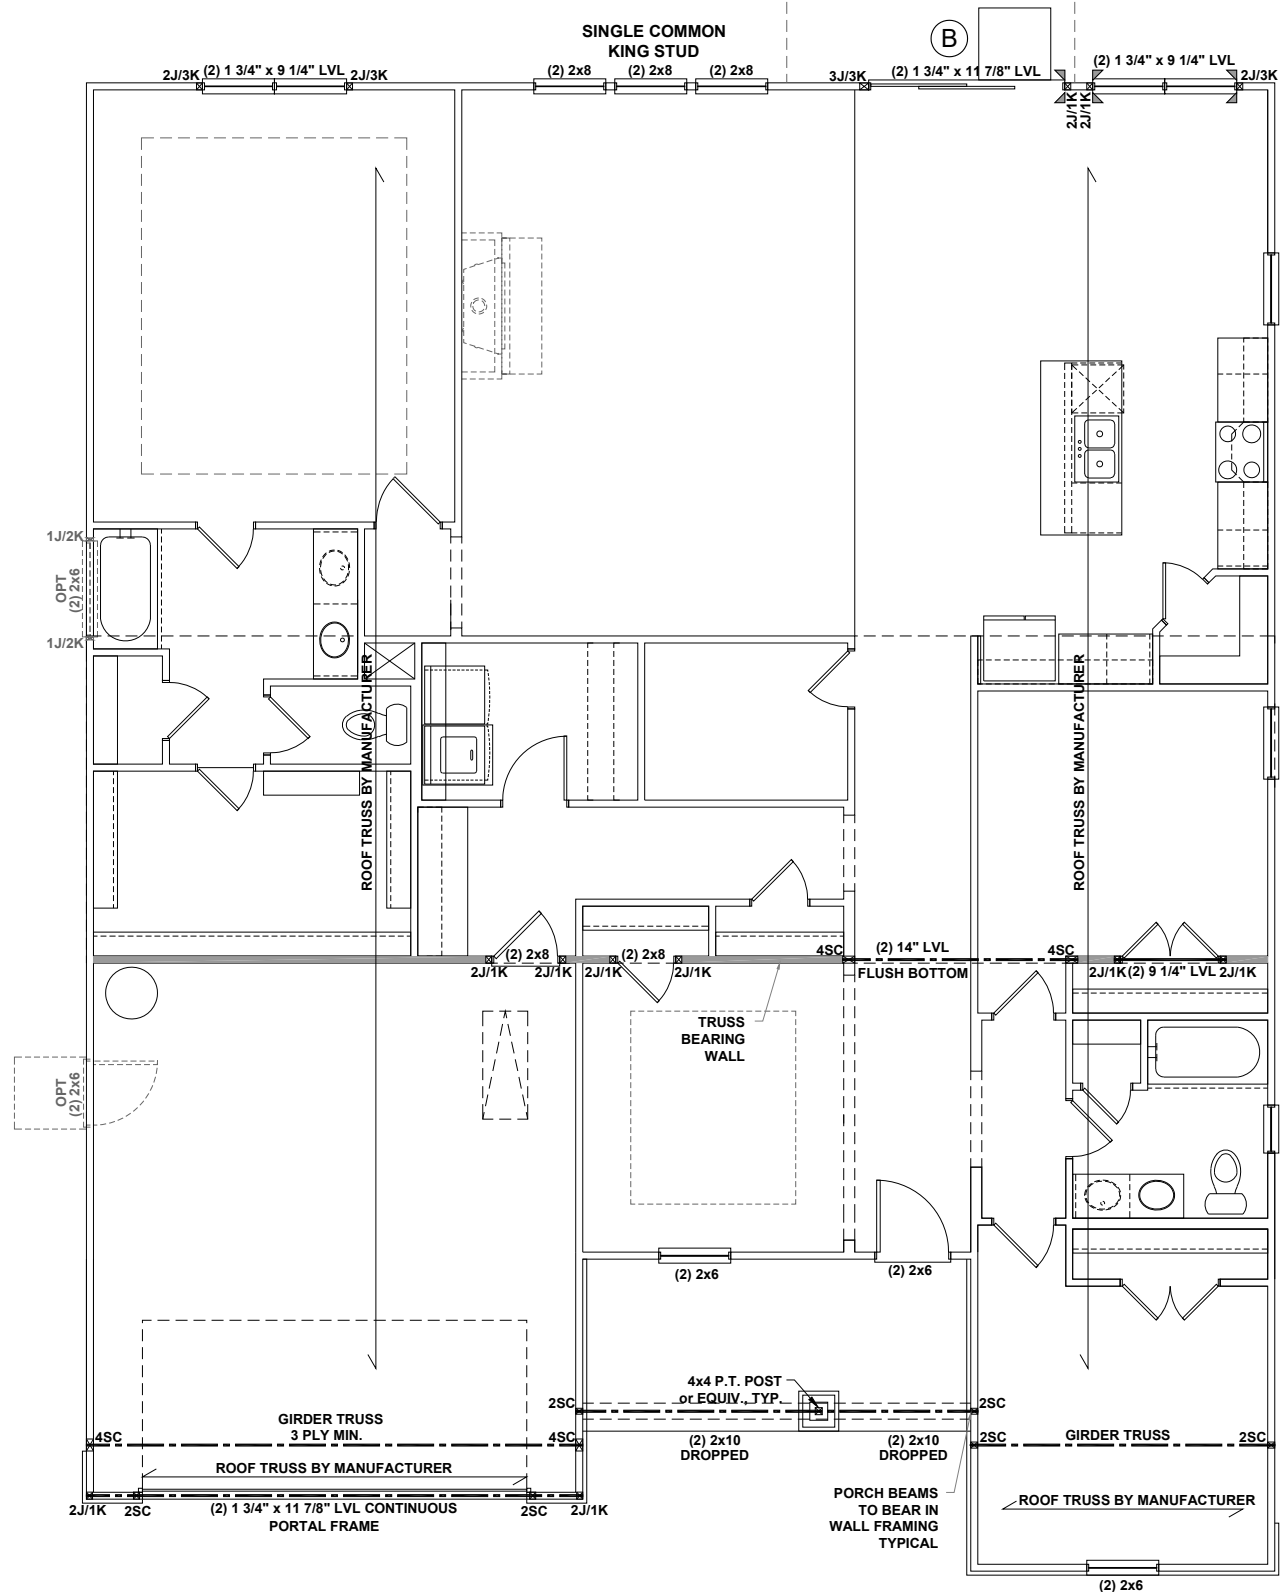 SINGLE COMMON
KING STUD
B
2J/3K
(2) 1 3/4" x 9 1/4" LVL
2J/3K
(2) 2x8
(2) 2x8
(2) 2x8
3J/3K
(2) 1 3/4" x 11 7/8" LVL
2J/1K
2J/1K
(2) 1 3/4" x 9 1/4" LVL
2J/3K
1J/2K
OPT
(2) 2x6
1J/2K
ROOF TRUSS BY MANUFACTURER
ROOF TRUSS BY MANUFACTURER
2J/1K
(2) 2x8
2J/1K
2J/1K
(2) 2x8
2J/1K
4SC
(2) 14" LVL
FLUSH BOTTOM
4SC
2J/1K
(2) 9 1/4" LVL
2J/1K
TRUSS
BEARING
WALL
OPT
(2) 2x6
(2) 2x6
(2) 2x6
4x4 P.T. POST
or EQUIV., TYP.
2SC
2SC
(2) 2x10
DROPPED
(2) 2x10
DROPPED
4SC
GIRDER TRUSS
3 PLY MIN.
4SC
2SC
GIRDER TRUSS
2SC
ROOF TRUSS BY MANUFACTURER
2J/1K
2SC
(2) 1 3/4" x 11 7/8" LVL CONTINUOUS
PORTAL FRAME
2SC
2J/1K
PORCH BEAMS
TO BEAR IN
WALL FRAMING
TYPICAL
ROOF TRUSS BY MANUFACTURER
(2) 2x6